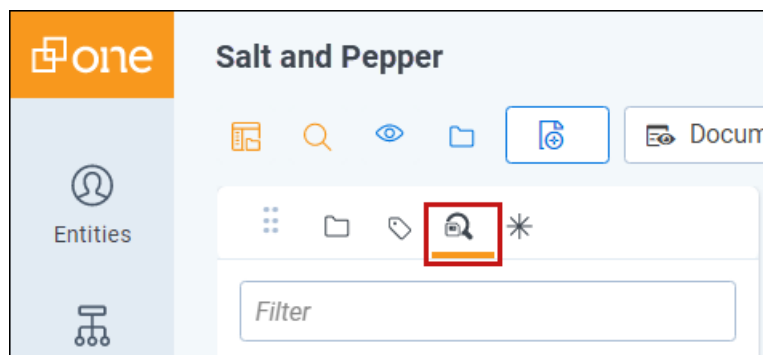 one
Salt and Pepper
Docum
Entities
Filter